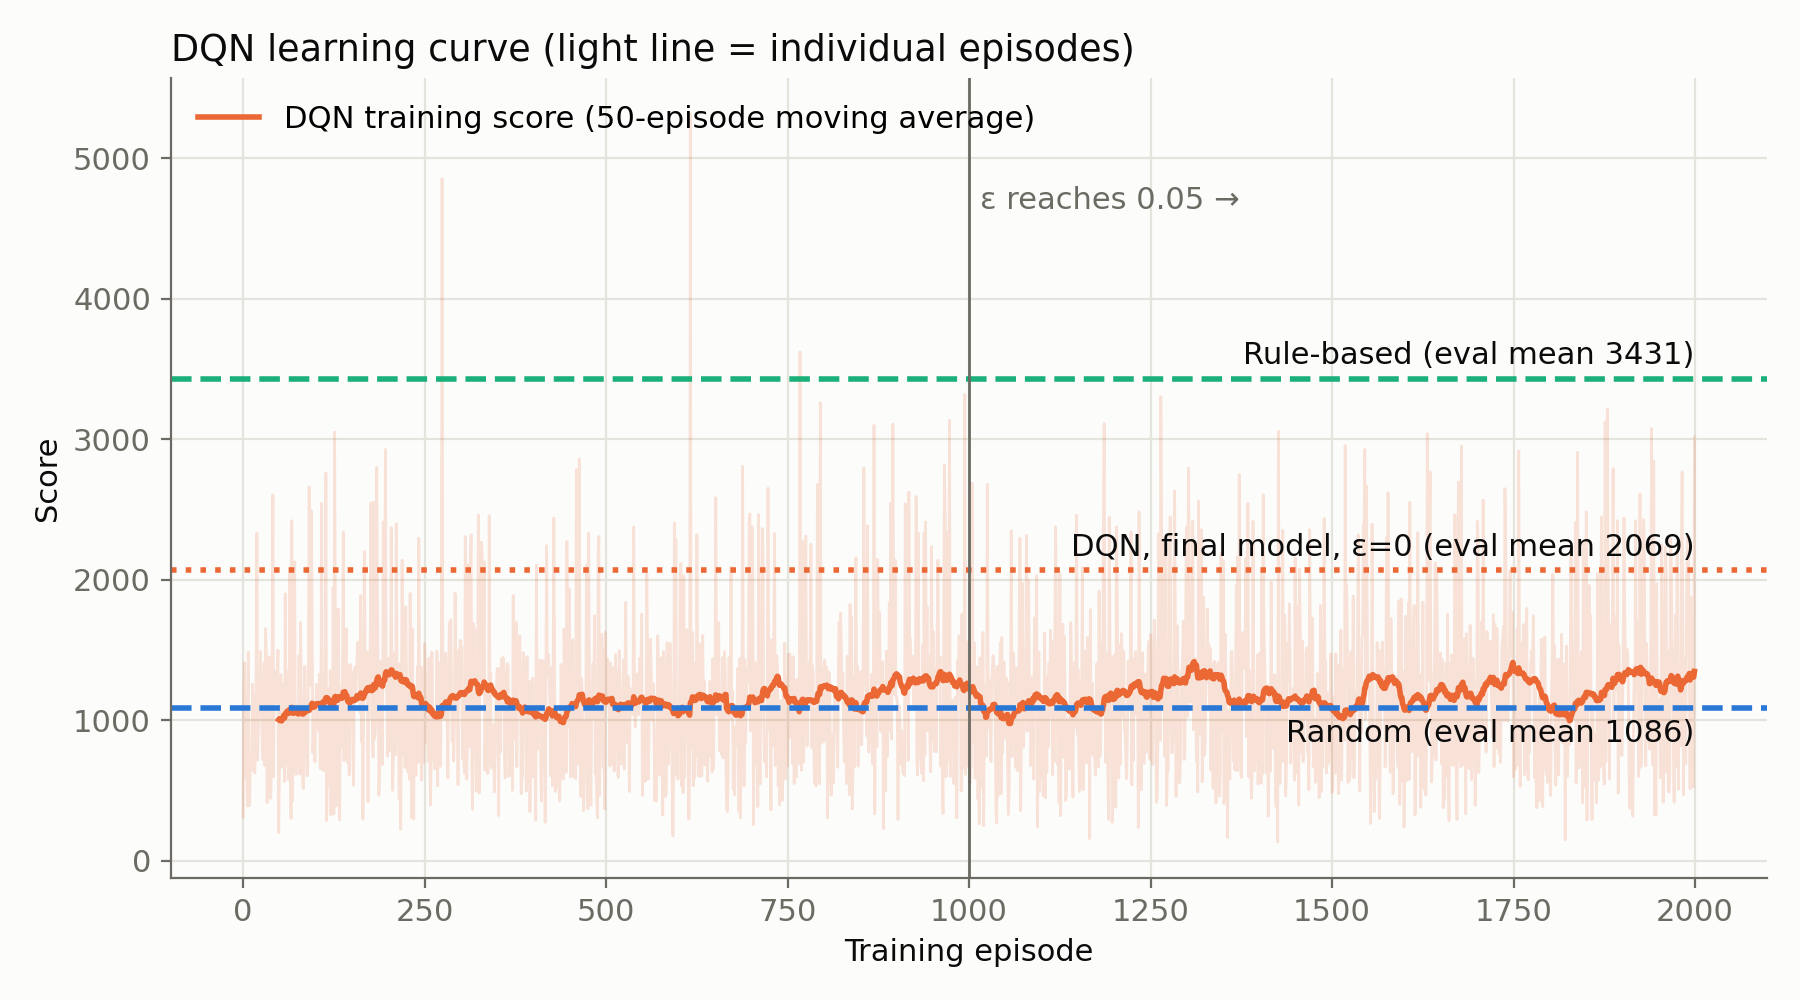 DQN learning curve (light line = individual episodes)
DQN training score (50-episode moving average)
5000
ε reaches 0.05 →
4000
Rule-based (eval mean 3431)
3000
Score
DQN, final model, ε=0 (eval mean 2069)
2000
1000
Random (eval mean 1086)
0
0 250 500 750 1000 1250 1500 1750 2000
Training episode